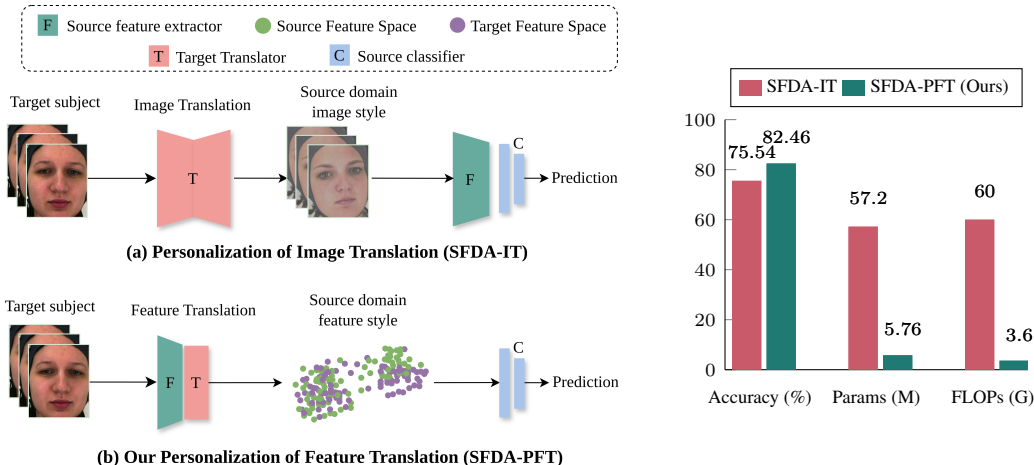 F Source feature extractor Source Feature Space Target Feature Space
T Target Translator C Source classifier
Target subject
Image Translation
Source domain
image style
T
F
C
Prediction
(a) Personalization of Image Translation (SFDA-IT)
Target subject
Feature Translation
Source domain
feature style
F
T
C
Prediction
(b) Our Personalization of Feature Translation (SFDA-PFT)
SFDA-IT SFDA-PFT (Ours)
100
80
60
40
20
0
75.54
82.46
57.2
5.76
60
3.6
Accuracy (%) Params (M) FLOPs (G)